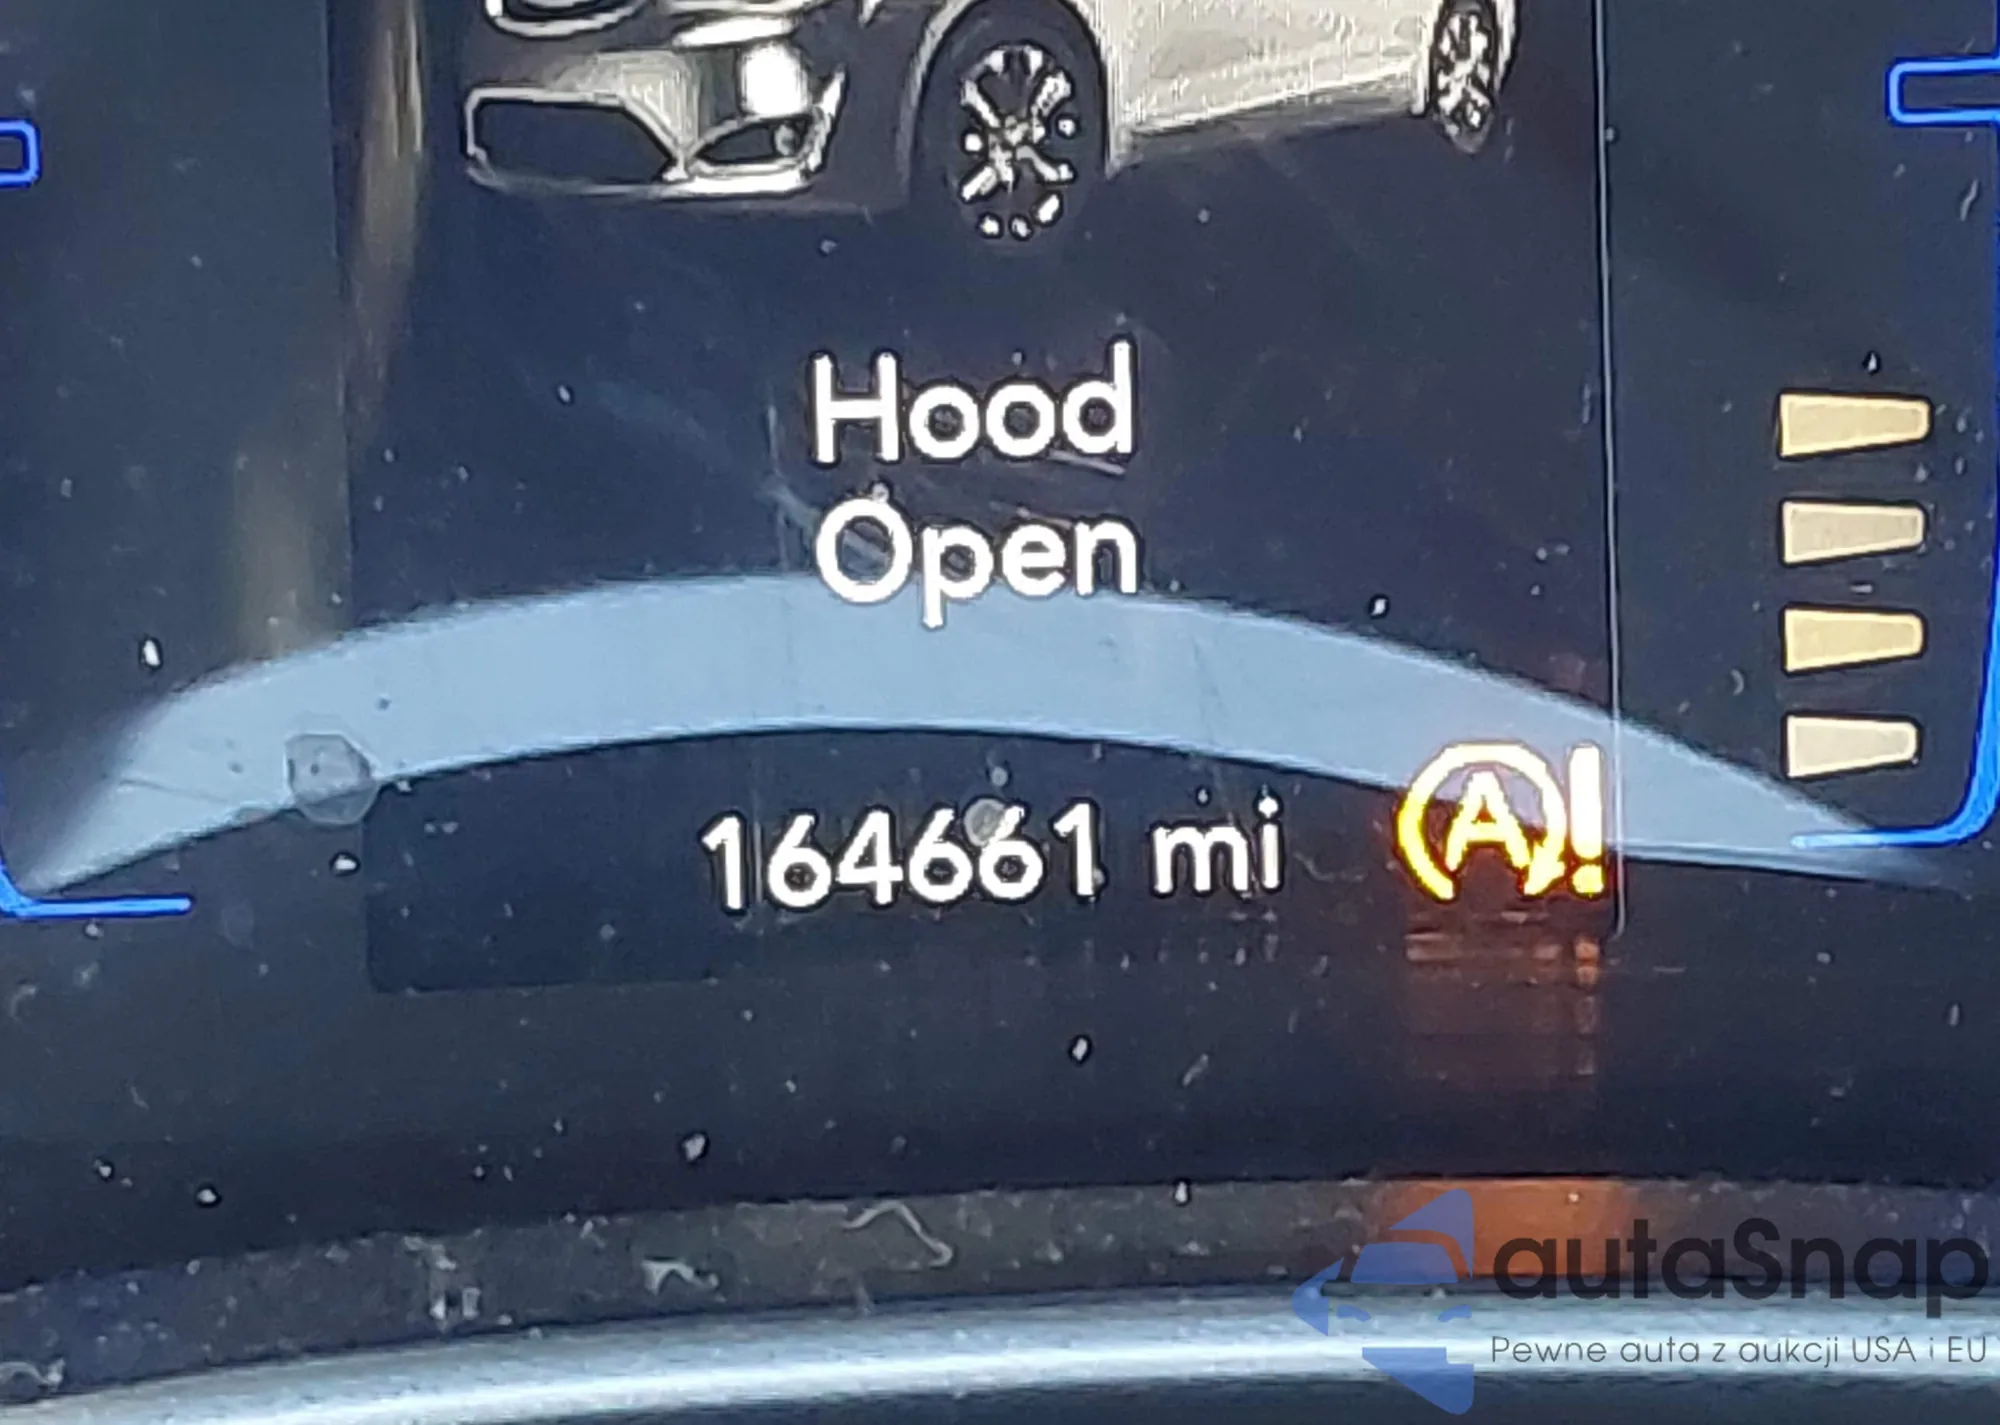 Hood
Open
164661 mi
A!
autaSnap
Pewne auta z aukcji USA i EU